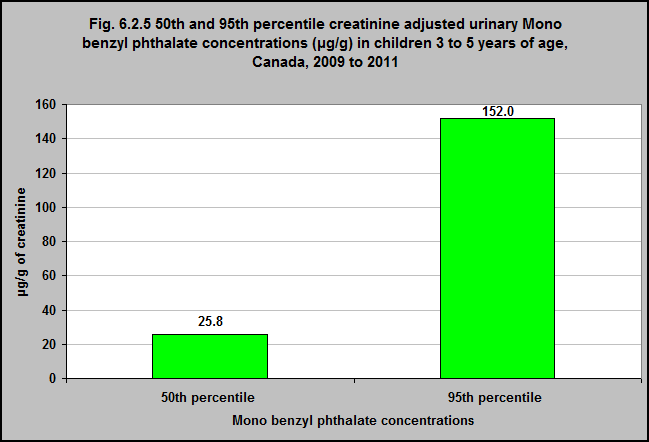 Fig. 6.2.5 50th and 95th percentile creatinine adjusted urinary Mono
benzyl phthalate concentrations (µg/g) in children 3 to 5 years of age,
Canada, 2009 to 2011
µg/g of creatinine
160
140
120
100
80
60
40
20
0
152.0
25.8
50th percentile
95th percentile
Mono benzyl phthalate concentrations